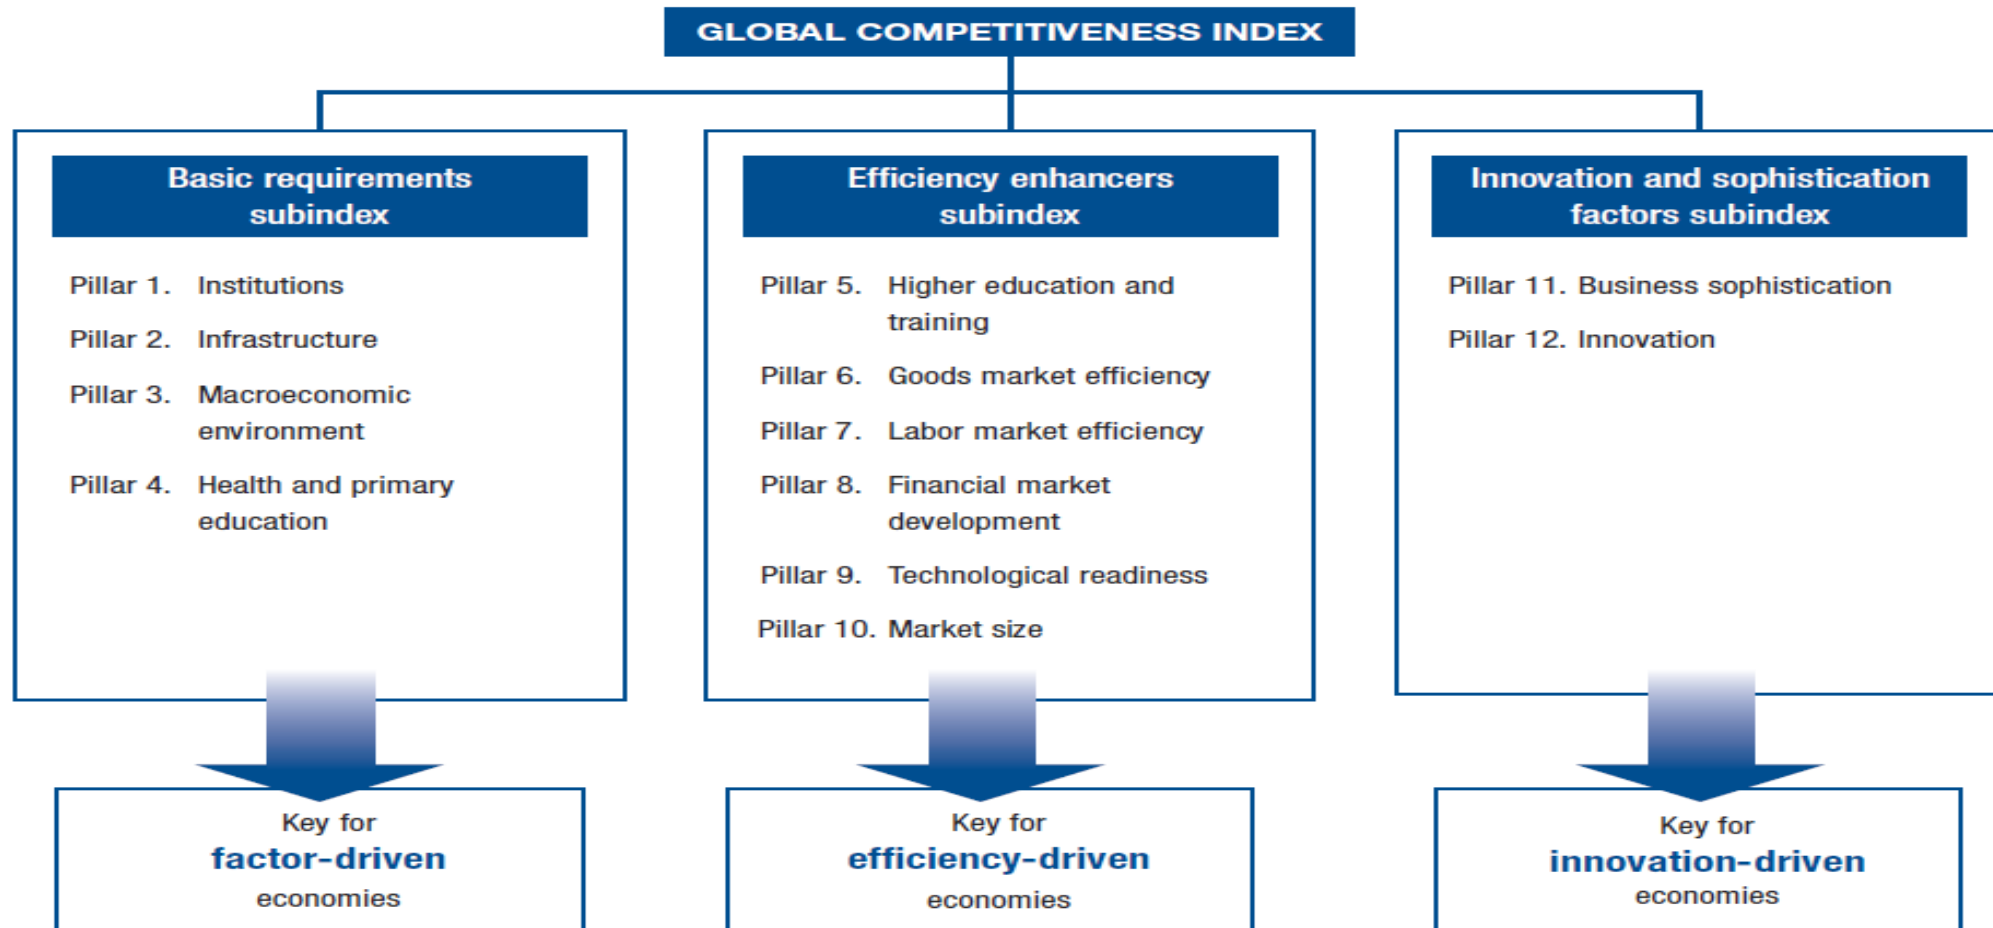 GLOBAL COMPETITIVENESS INDEX
Basic requirements
subindex
Pillar 1. Institutions
Pillar 2. Infrastructure
Pillar 3. Macroeconomic
environment
Pillar 4. Health and primary
education
Key for
factor-driven
economies
Efficiency enhancers
subindex
Pillar 5. Higher education and
training
Pillar 6. Goods market efficiency
Pillar 7. Labor market efficiency
Pillar 8. Financial market
development
Pillar 9. Technological readiness
Pillar 10. Market size
Key for
efficiency-driven
economies
Innovation and sophistication
factors subindex
Pillar 11. Business sophistication
Pillar 12. Innovation
Key for
innovation-driven
economies